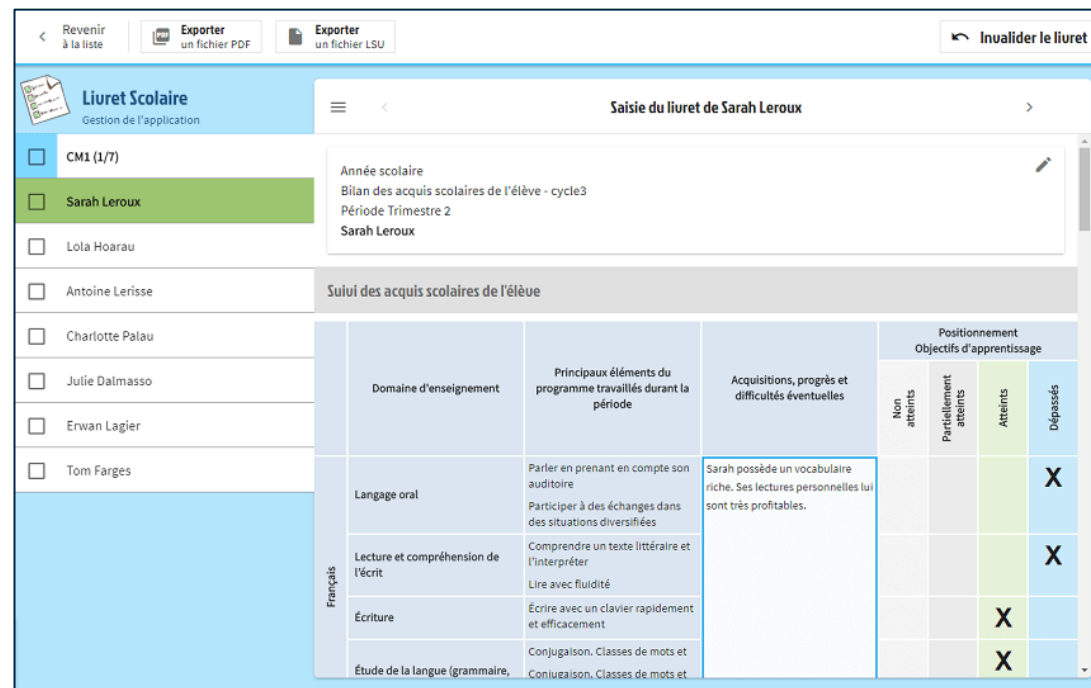 Revenir
à la liste
PDF
Exporter
un fichier PDF
Exporter
un fichier LSU
Invalider le livret
Livret Scolaire
Gestion de l'application
CM1 (1/7)
Sarah Leroux
Lola Hoarau
Antoine Lerisse
Charlotte Palau
Julie Dalmasso
Erwan Lagier
Tom Farges
Saisie du livret de Sarah Leroux
Année scolaire
Bilan des acquis scolaires de l'élève - cycle3
Période Trimestre 2
Sarah Leroux
Suivi des acquis scolaires de l'élève
Domaine d'enseignement
Principaux éléments du
programme travaillés durant la
période
Acquisitions, progrès et
difficultés éventuelles
Positionnement
Objectifs d'apprentissage
Non
atteints
Partiellement
atteints
Atteints
Dépassés
Français
Langage oral
Parler en prenant en compte son
auditoire
Participer à des échanges dans
des situations diversifiées
Sarah possède un vocabulaire
riche. Ses lectures personnelles lui
sont très profitables.
X
Lecture et compréhension de
l'écrit
Comprendre un texte littéraire et
l'interpréter
Lire avec fluidité
X
Écriture
Écrire avec un clavier rapidement
et efficacement
X
Étude de la langue (grammaire,
Conjugaison. Classes de mots et
Conjugaison. Classes de mots et
X